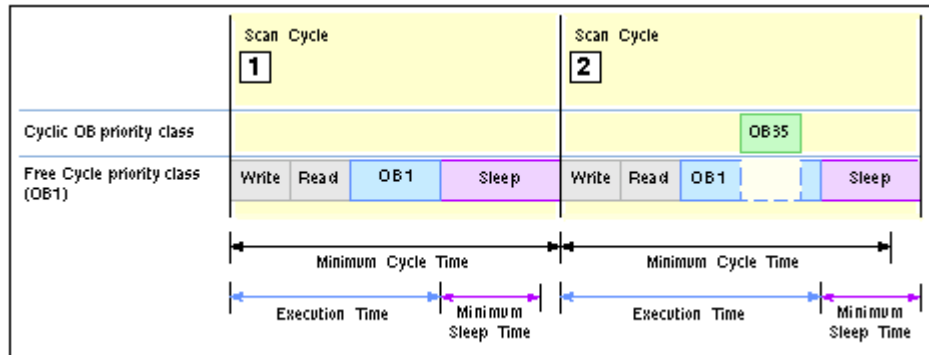 Scan Cycle
1
Scan Cycle
2
Cyclic OB priority class
OB35
Free Cycle priority class
(OB1)
Write
Read
OB1
Sleep
Write
Read
OB1
Sleep
Minimum Cycle Time
Minimum Cycle Time
Execution Time
Minimum
Sleep Time
Execution Time
Minimum
Sleep Time